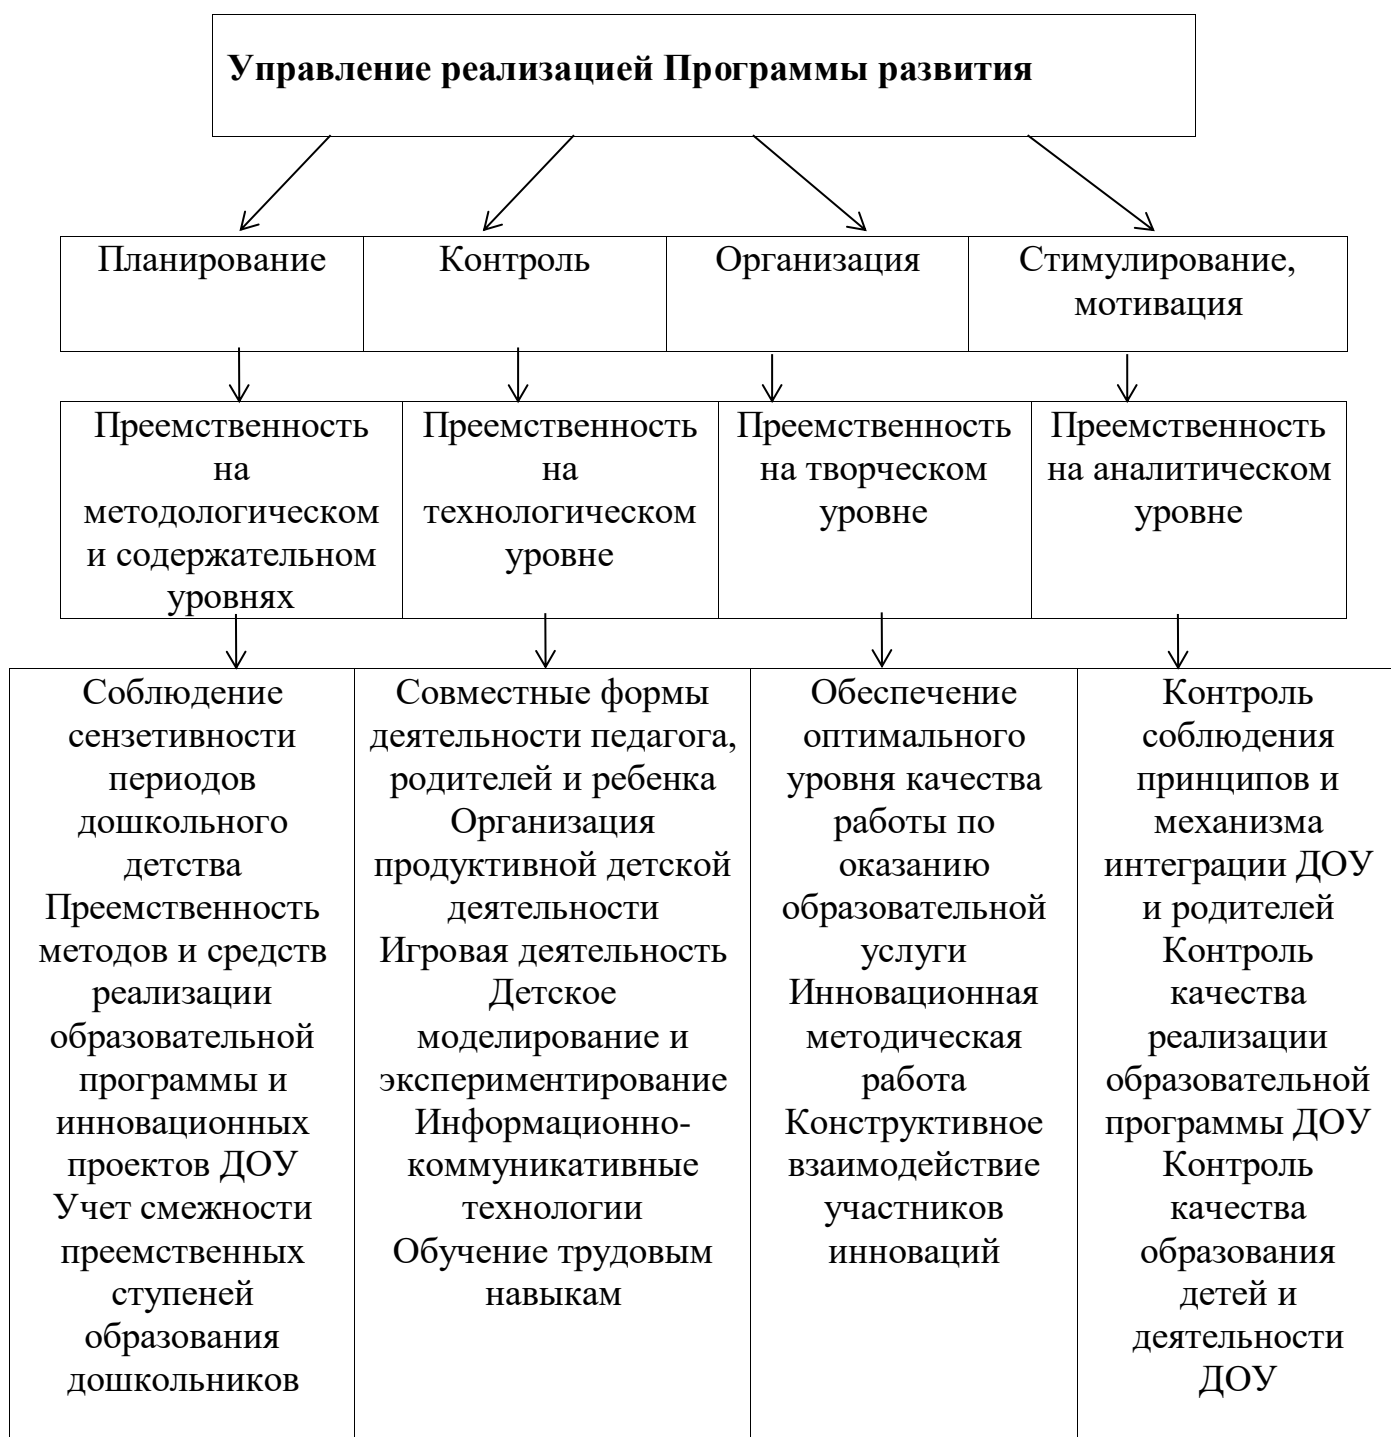 Управление реализацией Программы развития
Планирование
Контроль
Организация
Стимулирование,
мотивация
Преемственность
на
методологическом
и содержательном
уровнях
Преемственность
на
технологическом
уровне
Преемственность
на творческом
уровне
Преемственность
на аналитическом
уровне
Соблюдение
сензетивности
периодов
дошкольного
детства
Преемственность
методов и средств
реализации
образовательной
программы и
инновационных
проектов ДОУ
Учет смежности
преемственных
ступеней
образования
дошкольников
Совместные формы
деятельности педагога,
родителей и ребенка
Организация
продуктивной детской
деятельности
Игровая деятельность
Детское
моделирование и
экспериментирование
Информационно-
коммуникативные
технологии
Обучение трудовым
навыкам
Обеспечение
оптимального
уровня качества
работы по
оказанию
образовательной
услуги
Инновационная
методическая
работа
Конструктивное
взаимодействие
участников
инноваций
Контроль
соблюдения
принципов и
механизма
интеграции ДОУ
и родителей
Контроль
качества
реализации
образовательной
программы ДОУ
Контроль
качества
образования
детей и
деятельности
ДОУ